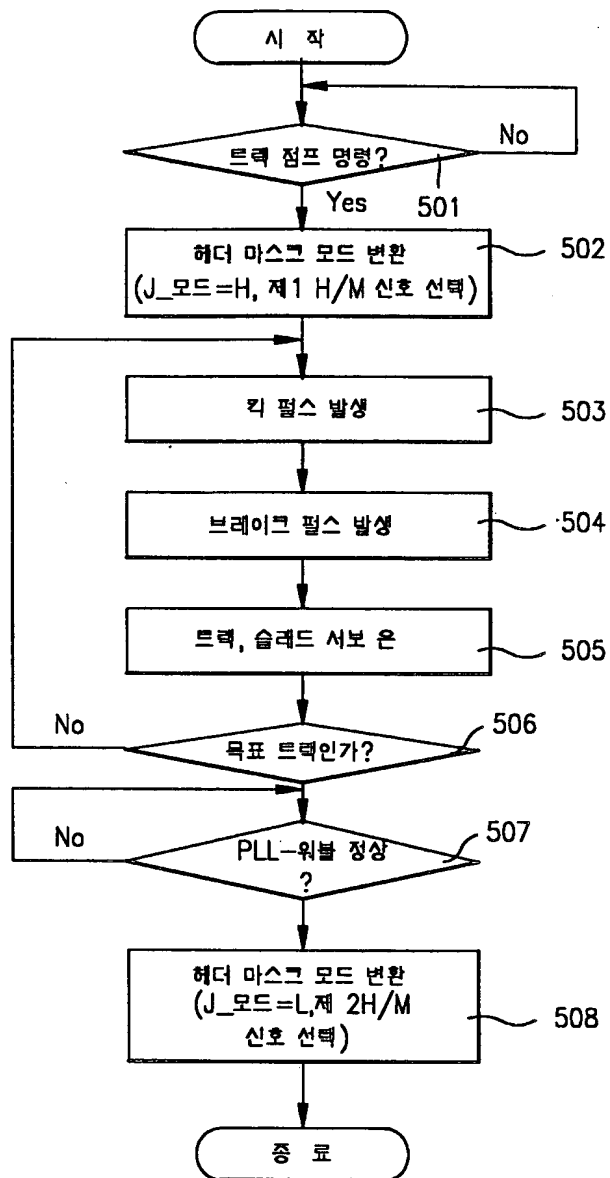 시 작
트랙 점프 명령?
No
501
Yes
헤더 마스크 모드 변환
(J_모드=H, 제1 H/M 신호 선택)
502
킥 펄스 발생
503
브레이크 펄스 발생
504
트랙, 슬래드 서보 온
505
No
목표 트랙인가?
506
No
PLL-워블 정상
?
507
헤더 마스크 모드 변환
(J_모드=L,제 2H/M
신호 선택)
508
종 료